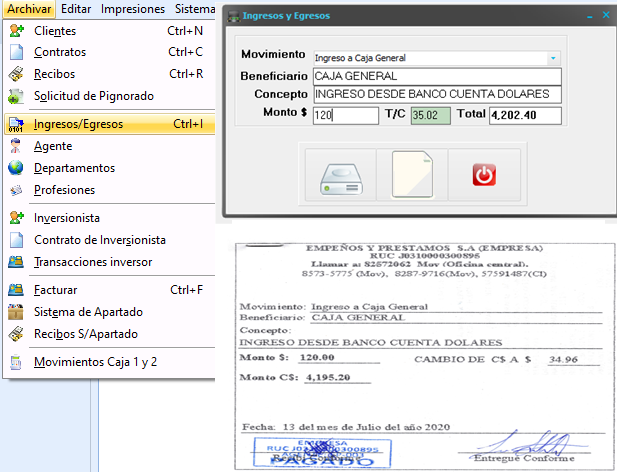 Archivar Editar Impresiones Sistema
Clientes Ctrl+N
Contratos Ctrl+C
Recibos Ctrl+R
Solicitud de Pignorado
Ingresos/Egresos Ctrl+I
Agente
Departamentos
Profesiones
Inversionista
Contrato de Inversionista
Transacciones inversor
Facturar Ctrl+F
Sistema de Apartado
Recibos S/Apartado
Movimientos Caja 1 y 2
Ingresos y Egresos
Movimiento Ingreso a Caja General
Beneficiario CAJA GENERAL
Concepto INGRESO DESDE BANCO CUENTA DOLARES
Monto $ 120 T/C 35.02 Total 4,202.40
EMPEÑOS Y PRESTAMOS S.A (EMPRESA)
RUC J0310000300895
Llamar a: 82572062 Mov (Oficina central).
8573-5775 (Mov), 8287-9716(Mov), 57591487(Cl)
Movimiento: Ingreso a Caja General
Beneficiario: CAJA GENERAL
Concepto:
INGRESO DESDE BANCO CUENTA DOLARES
Monto $: 120.00 CAMBIO DE C$ A $ 34.96
Monto C$: 4,195.20
Fecha: 13 del mes de Julio del año 2020
EMPRESA
RUC J0310000300895
Recibí Conforme Entregué Conforme
PAGADO